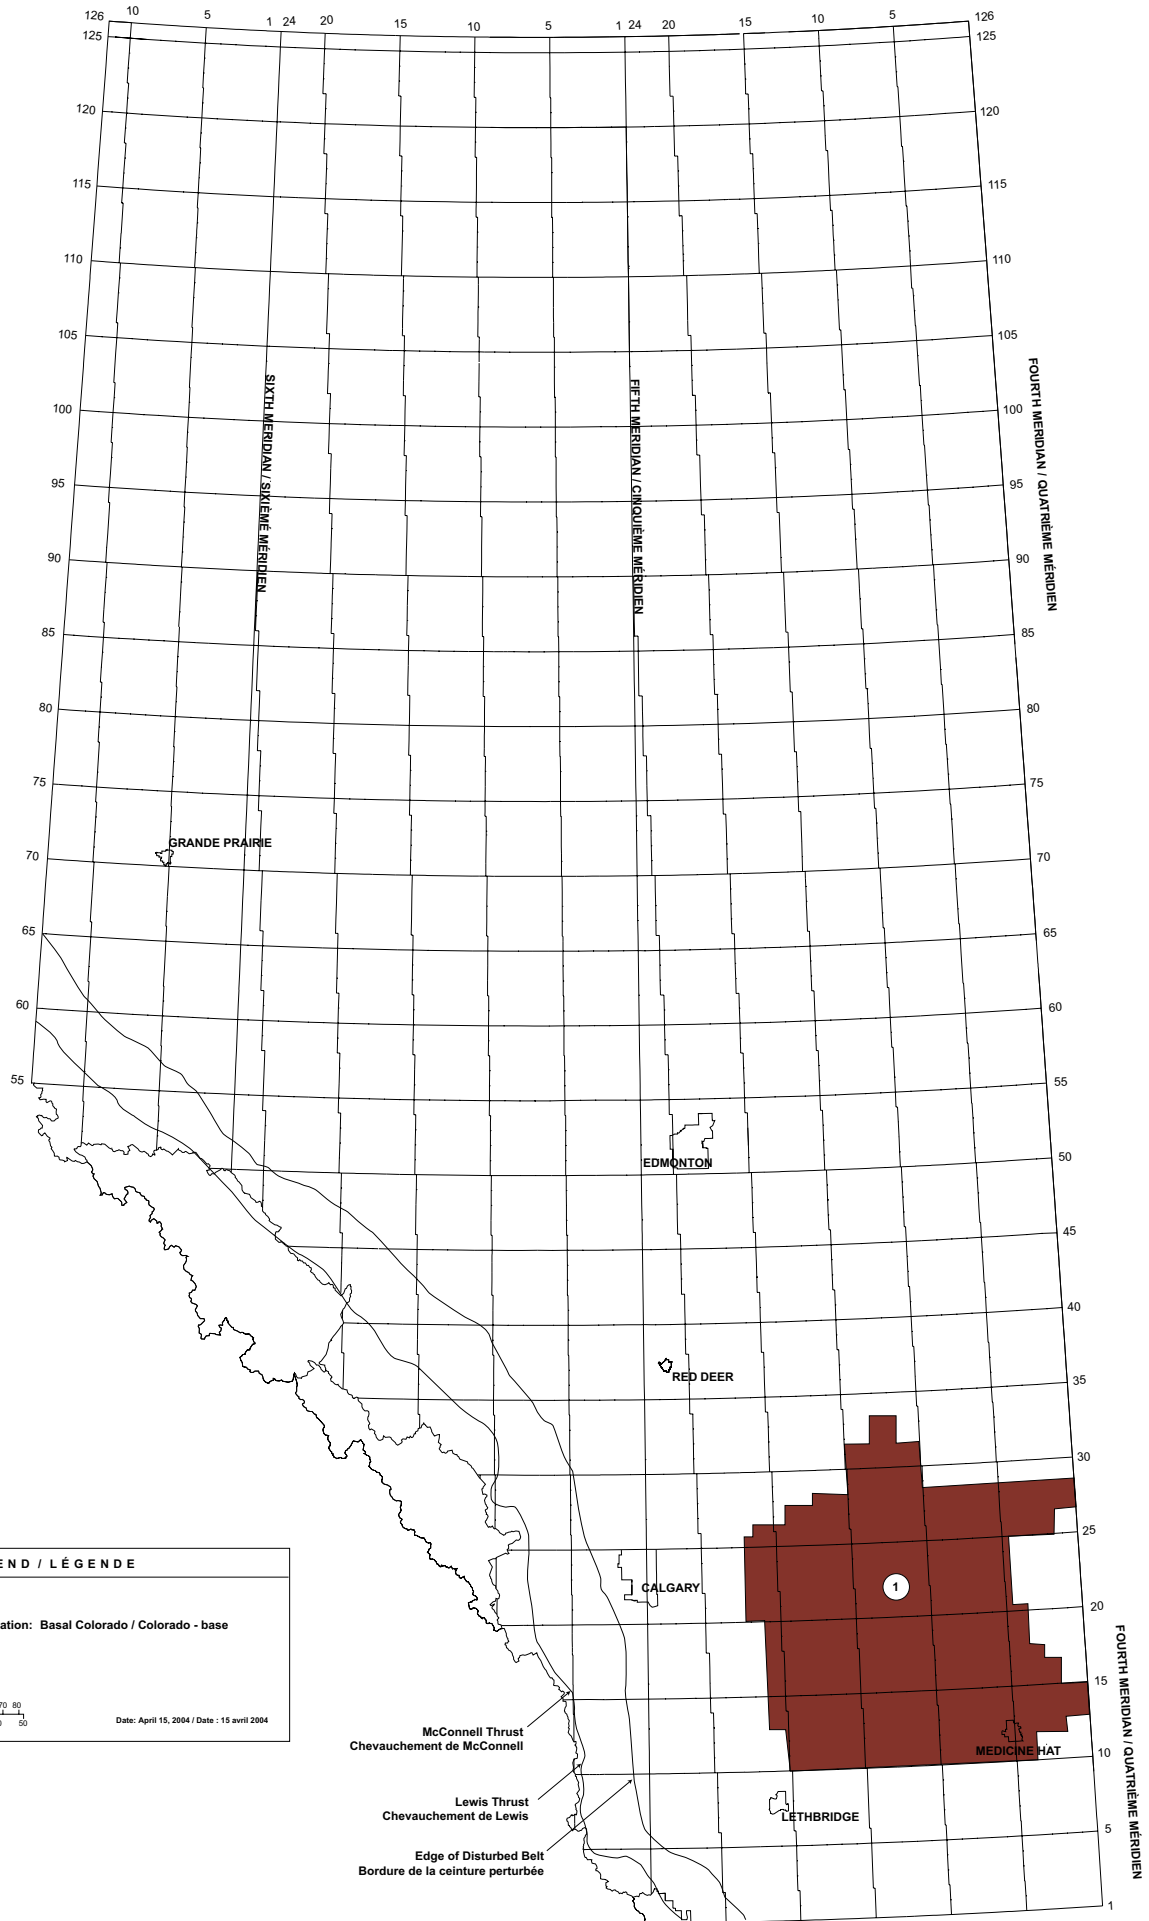 126 10 5 1 24 20 15 10 5 1 24 20 15 10 5 126
125 125
120 120
115 115
110 110
105 105
100 100
95 95
90 90
85 85
80 80
75 75
70 70
65 65
60 60
55 55
50
45
40
35
30
25
20
15
10
5
1
SIXTH MERIDIAN / SIXIÈMÉ MÉRIDIEN
FIFTH MERIDIAN / CINQUIÈME MÉRIDIEN
FOURTH MERIDIAN / QUATRIÈME MÉRIDIEN
GRANDE PRAIRIE
EDMONTON
RED DEER
CALGARY
1
MEDICINE HAT
LETHBRIDGE
FOURTH MERIDIAN / QUATRIÈME MÉRIDIEN
McConnell Thrust
Chevauchement de McConnell
Lewis Thrust
Chevauchement de Lewis
Edge of Disturbed Belt
Bordure de la ceinture perturbée
END / LÉGENDE
ation: Basal Colorado / Colorado - base
70 80
50
Date: April 15, 2004 / Date : 15 avril 2004